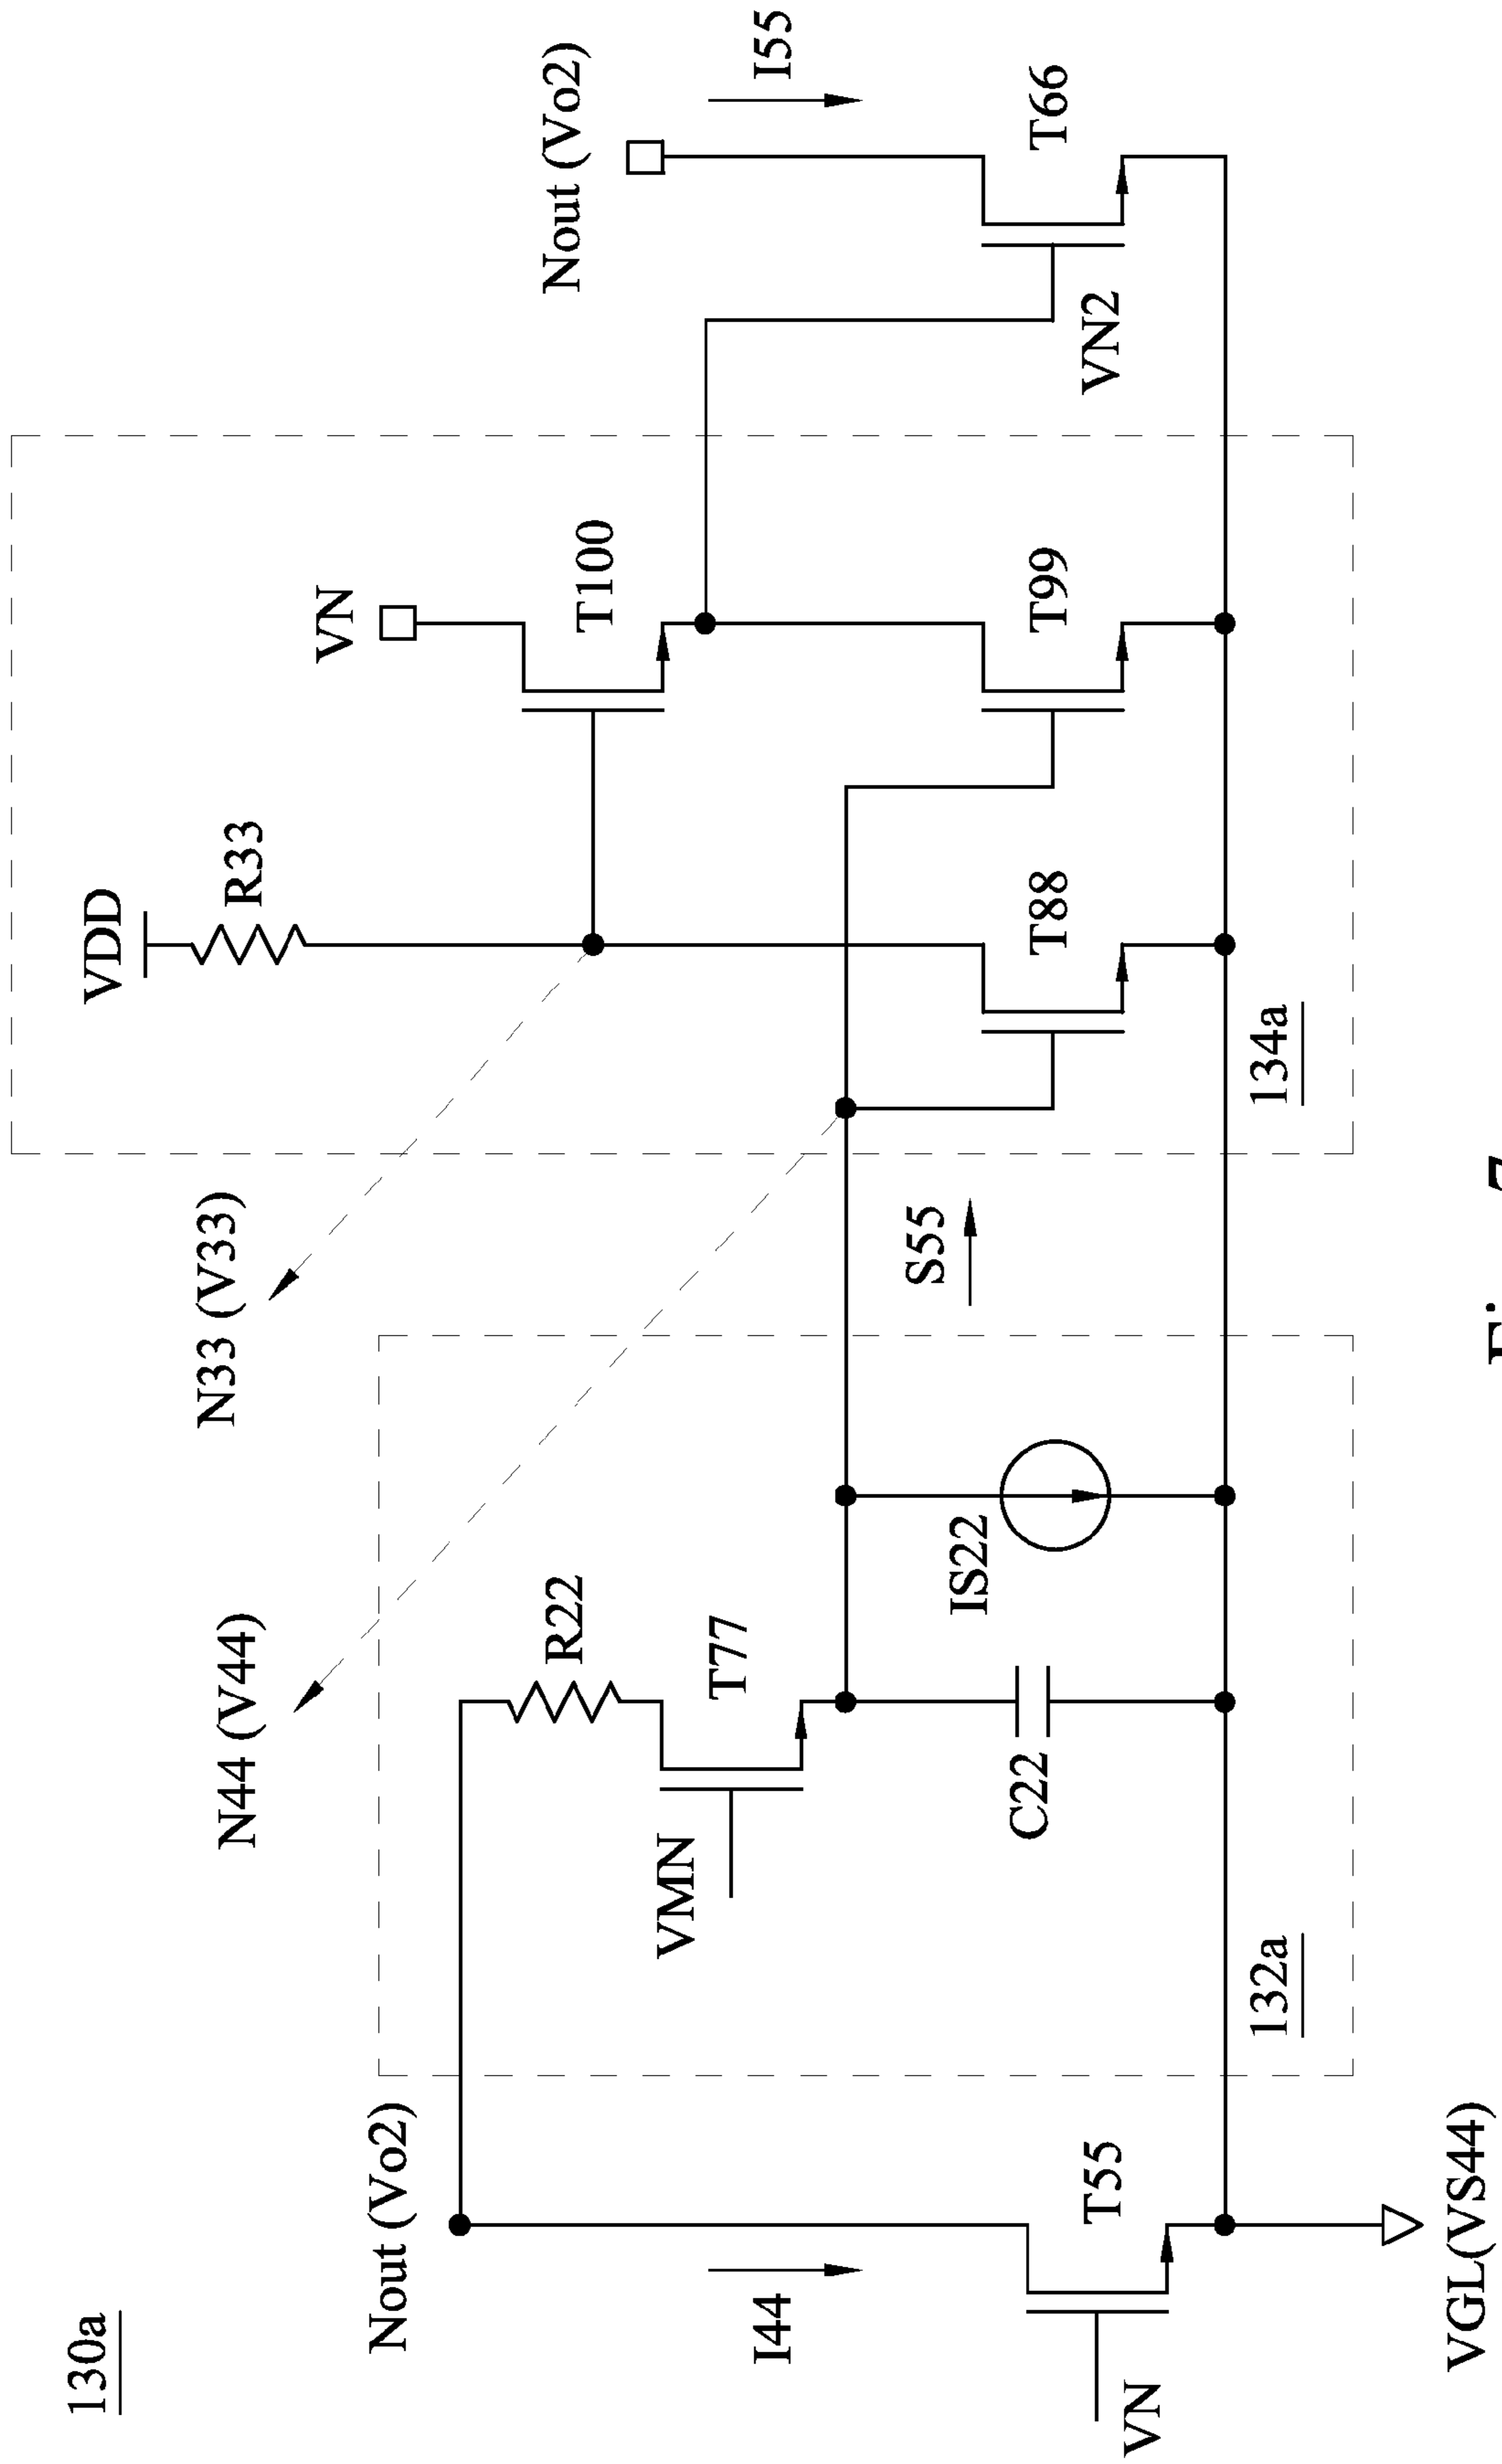 130a
VDD
R33
VN
T100
Nout (Vo2)
I55
N33 (V33)
N44 (V44)
Nout (Vo2)
R22
VMN
T77
I44
S55
IS22
C22
T88
T99
T66
VN2
VN
T55
132a
134a
VGL(VS44)